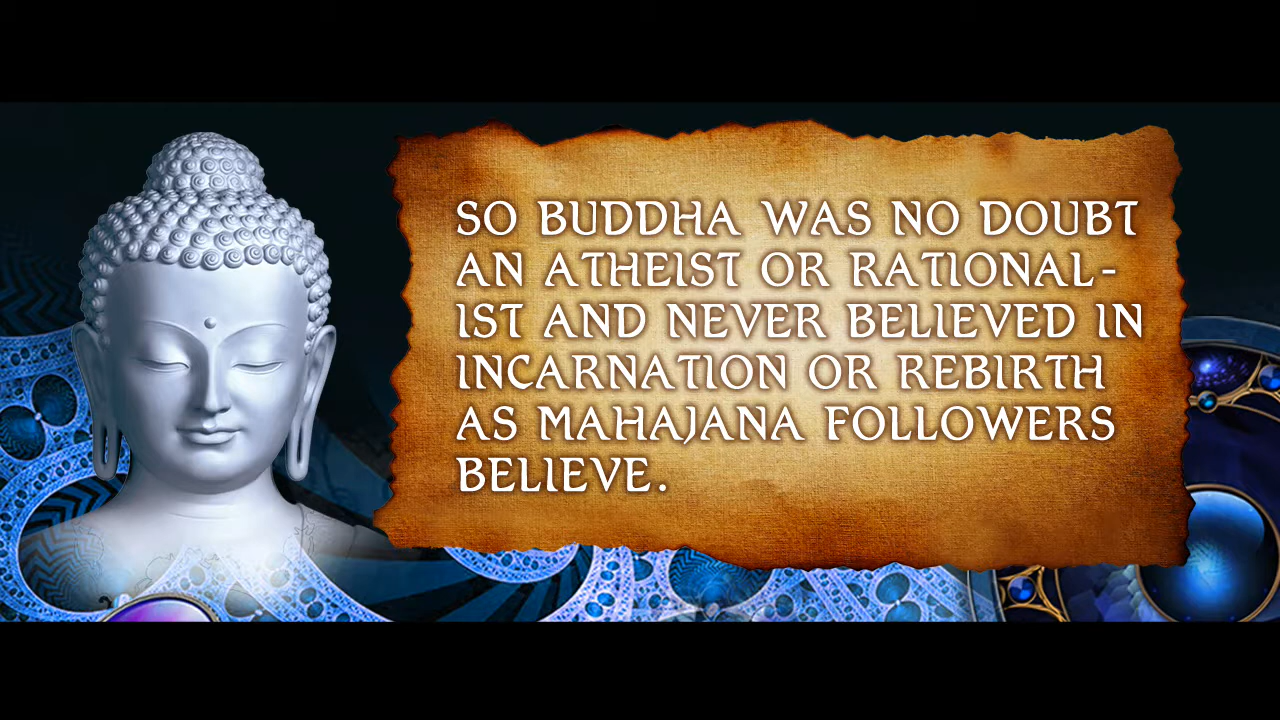 SO BUDDHA WAS NO DOUBT
AN ATHEIST OR RATIONAL-
IST AND NEVER BELIEVED IN
INCARNATION OR REBIRTH
AS MAHAJANA FOLLOWERS
BELIEVE.